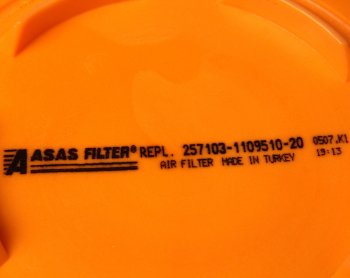 A ASAS FILTER® REPL. 257103-1109510-20 0507.K1
AIR FILTER MADE IN TURKEY 19:13